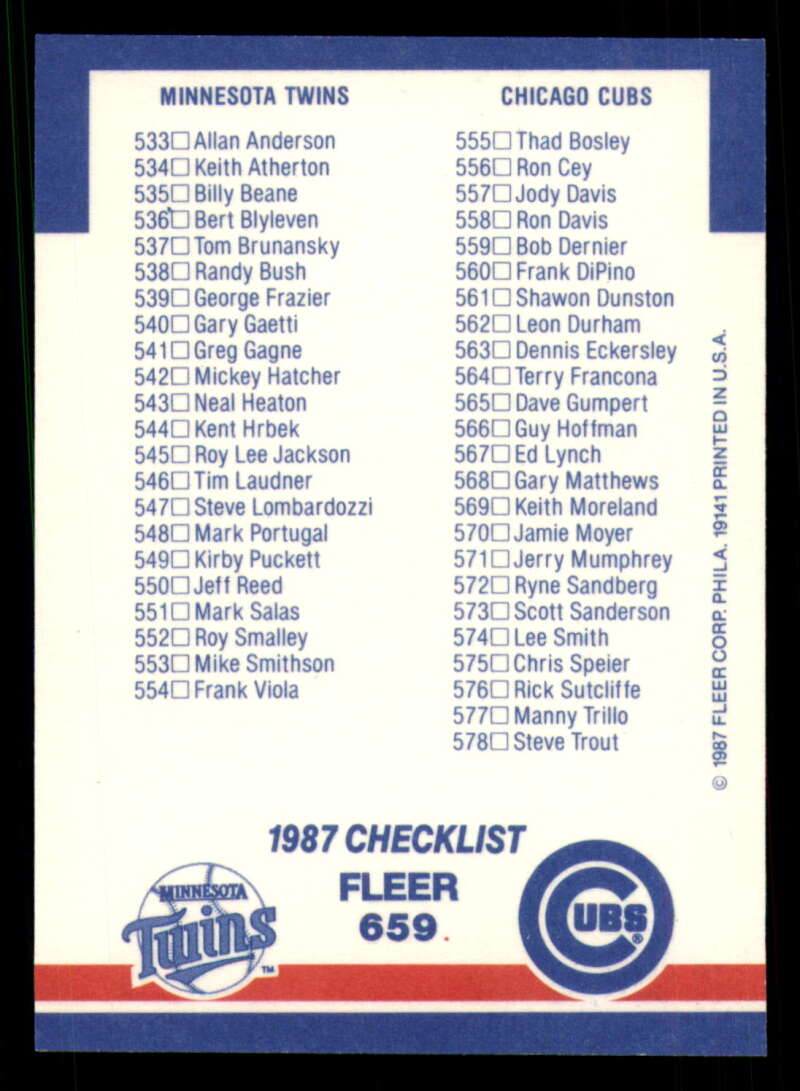 MINNESOTA TWINS
533□Allan Anderson
534□Keith Atherton
535□Billy Beane
536□Bert Blyleven
537□Tom Brunansky
538□Randy Bush
539□George Frazier
540□Gary Gaetti
541□Greg Gagne
542□Mickey Hatcher
543□Neal Heaton
544□Kent Hrbek
545□Roy Lee Jackson
546□Tim Laudner
547□Steve Lombardozzi
548□Mark Portugal
549□Kirby Puckett
550□Jeff Reed
551□Mark Salas
552□Roy Smalley
553□Mike Smithson
554□Frank Viola
CHICAGO CUBS
555□Thad Bosley
556□Ron Cey
557□Jody Davis
558□Ron Davis
559□Bob Dernier
560□Frank DiPino
561□Shawon Dunston
562□Leon Durham
563□Dennis Eckersley
564□Terry Francona
565□Dave Gumpert
566□Guy Hoffman
567□Ed Lynch
568□Gary Matthews
569□Keith Moreland
570□Jamie Moyer
571□Jerry Mumphrey
572□Ryne Sandberg
573□Scott Sanderson
574□Lee Smith
575□Chris Speier
576□Rick Sutcliffe
577□Manny Trillo
578□Steve Trout
© 1987 FLEER CORP. PHILA. 19141 PRINTED IN U.S.A.
1987 CHECKLIST
FLEER
659
MINNESOTA
Twins
™
CUBS
®